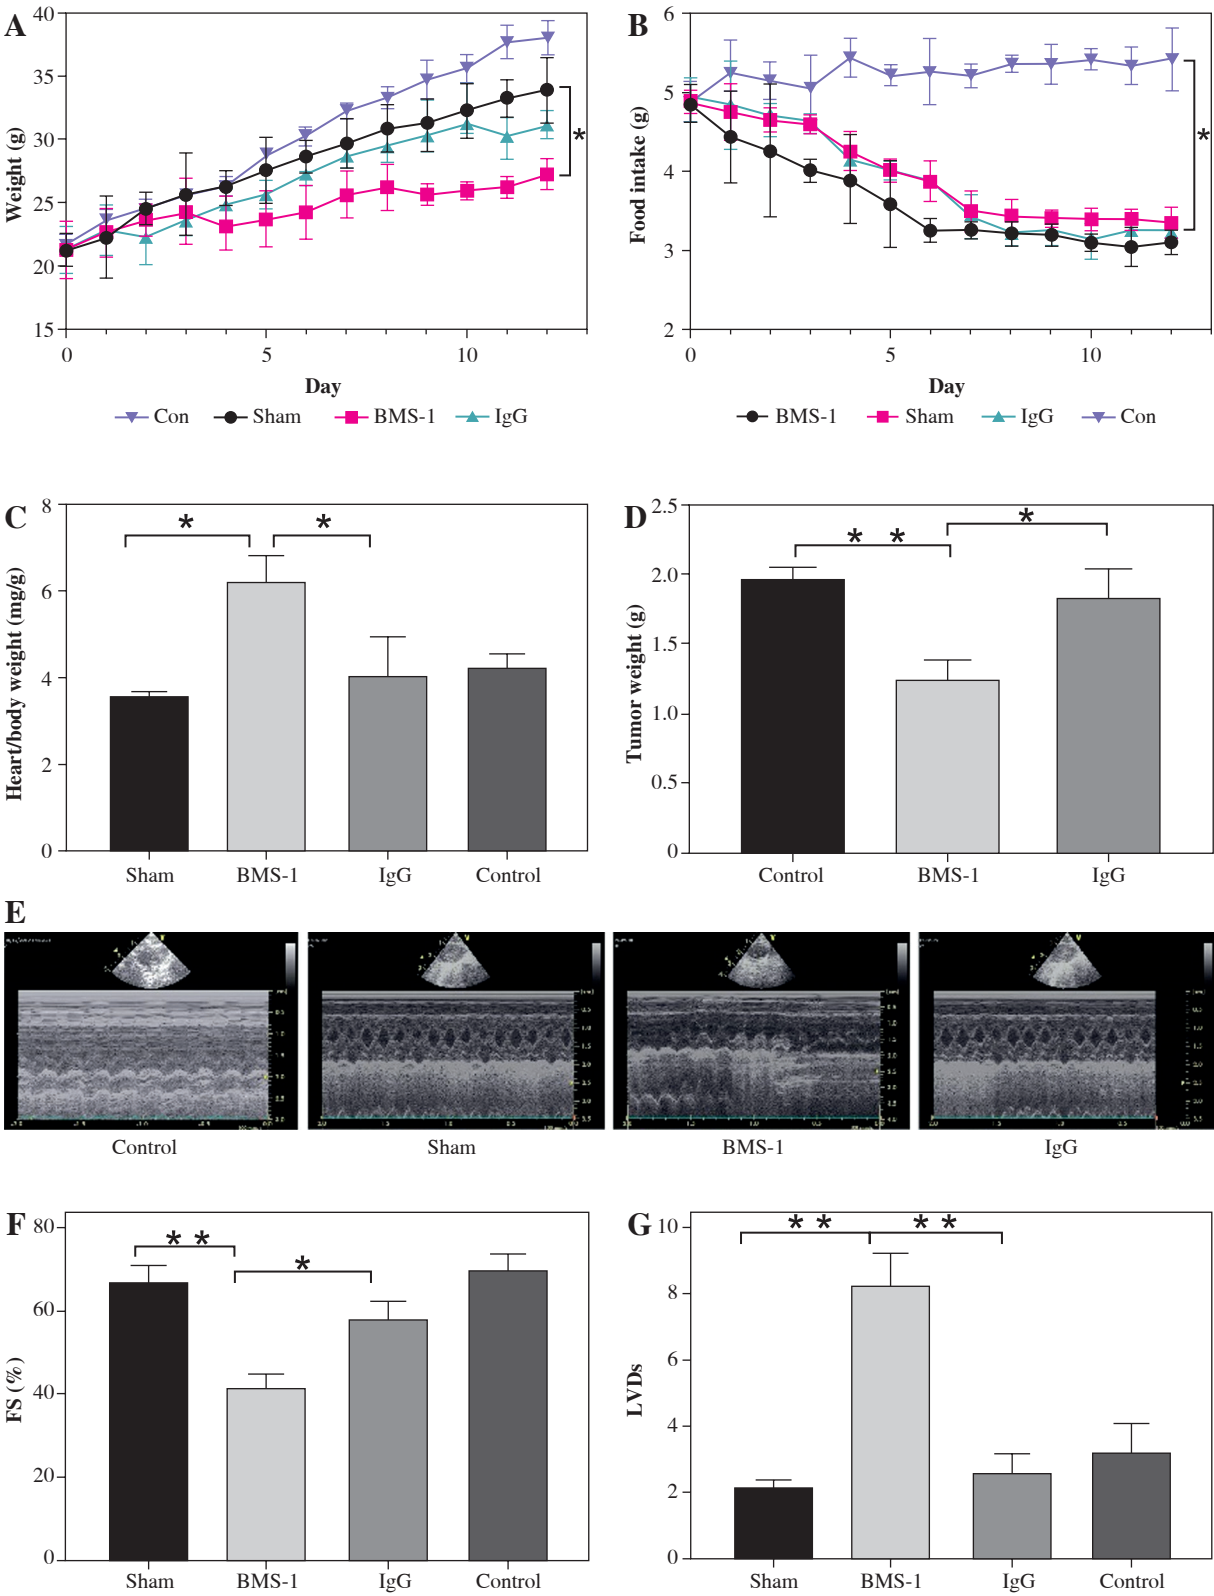 A
Weight (g)
40
35
30
25
20
15
0
5
10
*
Day
Con
Sham
BMS-1
IgG
B
Food intake (g)
6
5
4
3
2
0
5
10
*
Day
BMS-1
Sham
IgG
Con
C
Heart/body weight (mg/g)
8
6
4
2
0
*
*
Sham
BMS-1
IgG
Control
D
Tumor weight (g)
2.5
2.0
1.5
1.0
0.5
0
* *
*
Control
BMS-1
IgG
E
Control
Sham
BMS-1
IgG
F
FS (%)
80
60
40
20
0
* *
*
Sham
BMS-1
IgG
Control
G
LVDs
10
8
6
4
2
0
* *
* *
Sham
BMS-1
IgG
Control